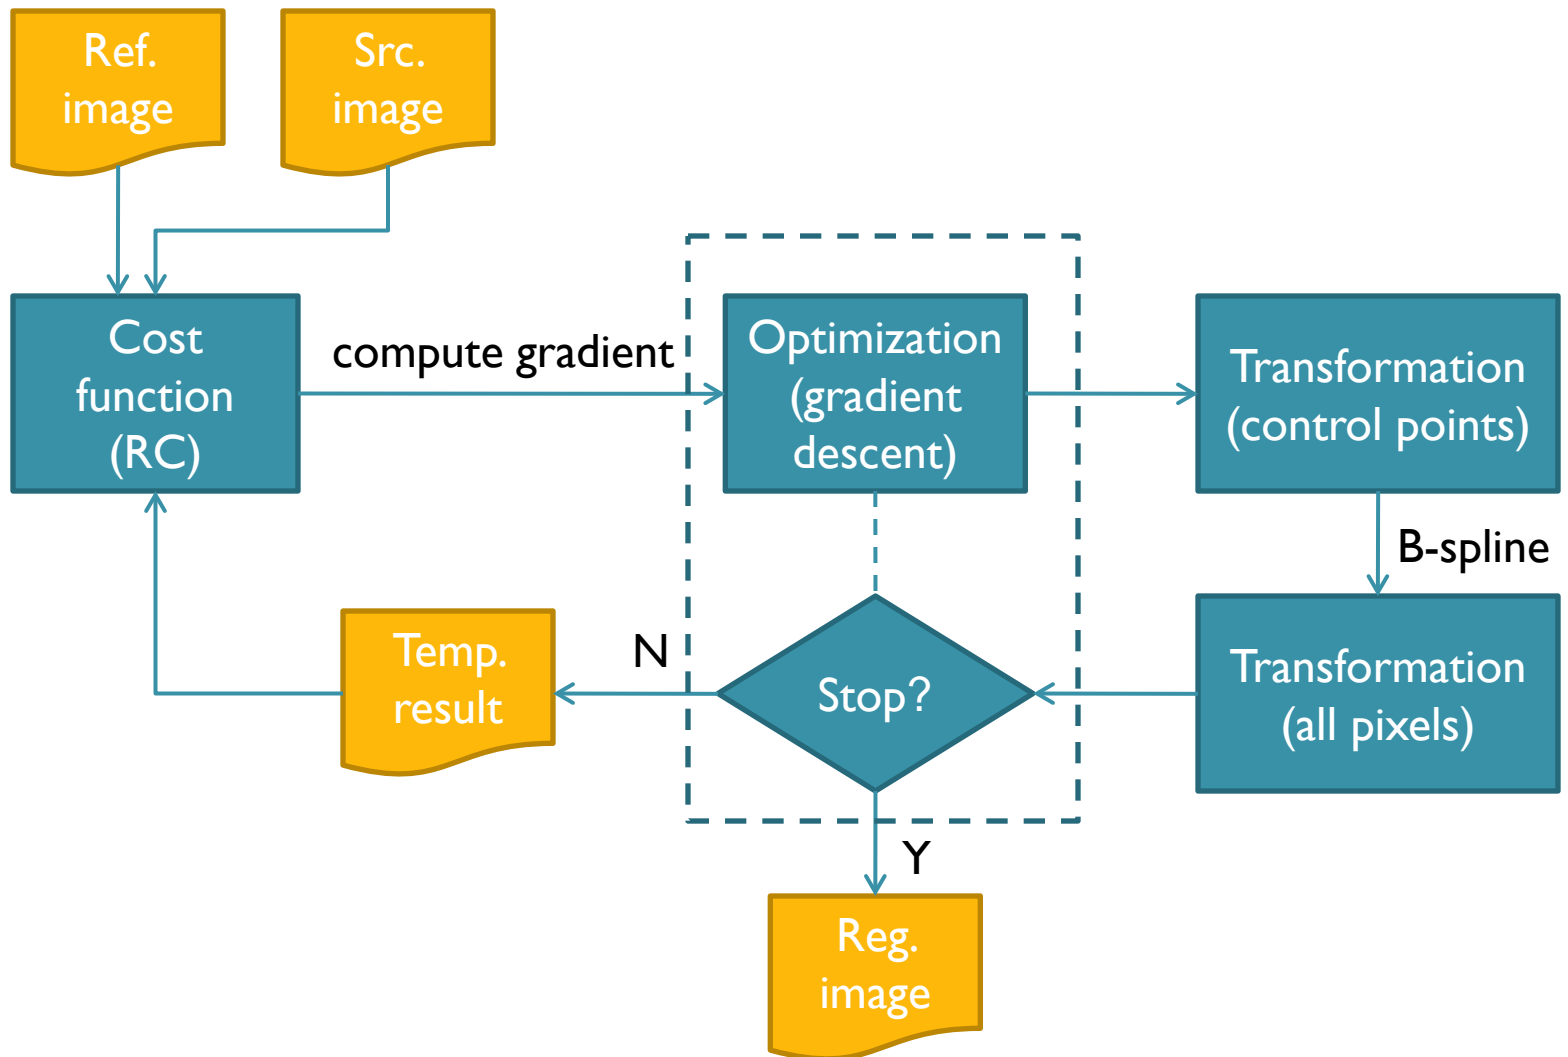 Ref.
image
Src.
image
Cost
function
(RC)
compute gradient
Optimization
(gradient
descent)
Transformation
(control points)
B-spline
Transformation
(all pixels)
Stop?
N
Temp.
result
Y
Reg.
image